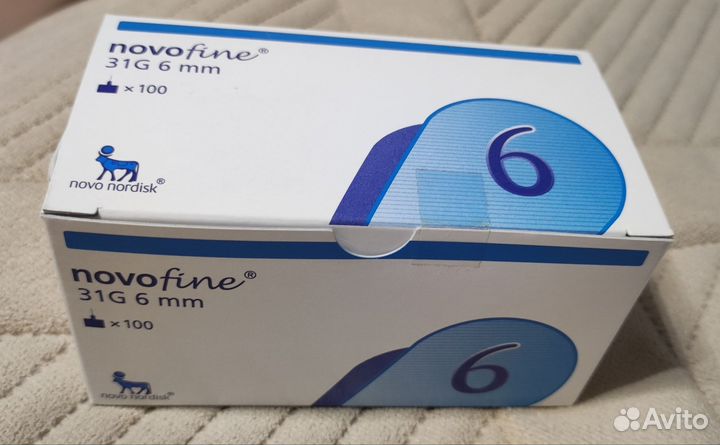 novofine®
31G 6 mm
× 100
6
novo nordisk®
novofine®
31G 6 mm
× 100
6
novo nordisk®
Avito